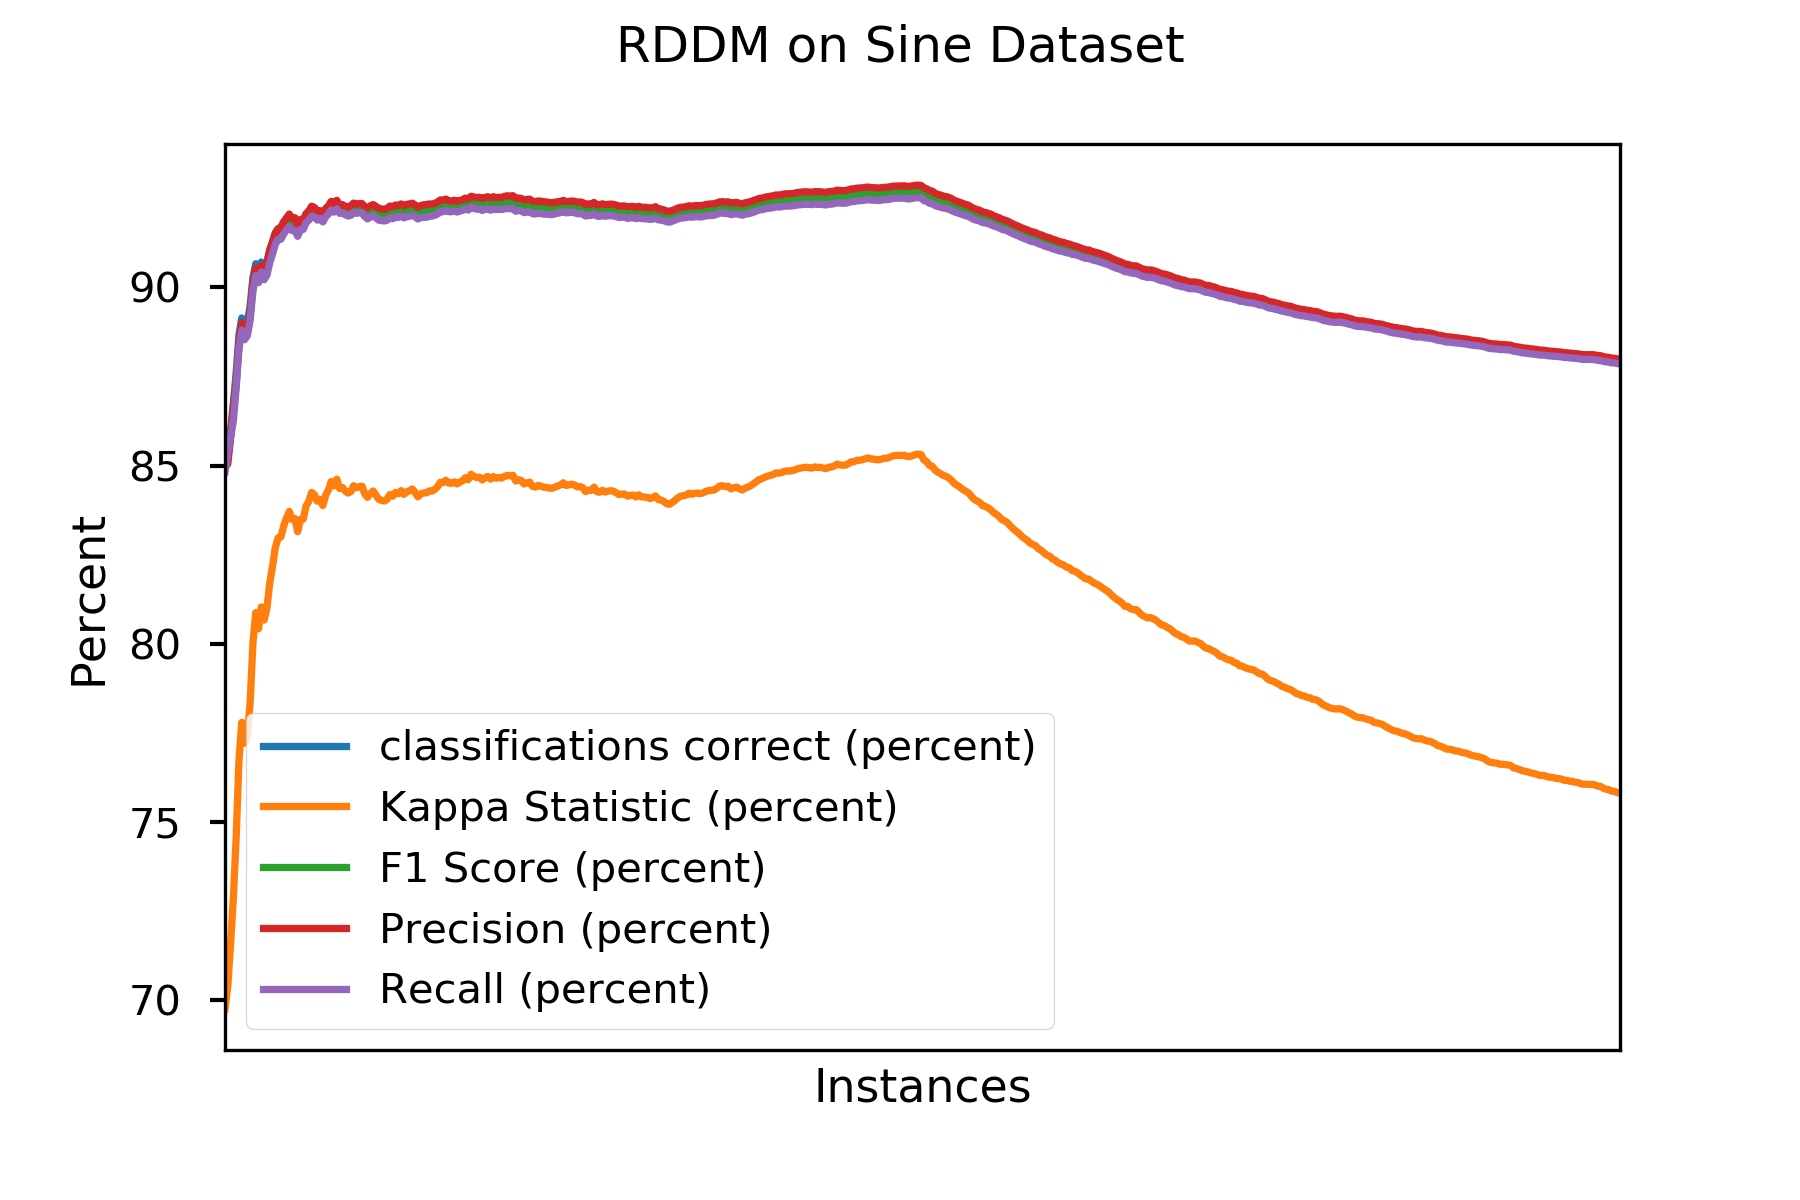 RDDM on Sine Dataset
Percent
90
85
80
75
70
classifications correct (percent)
Kappa Statistic (percent)
F1 Score (percent)
Precision (percent)
Recall (percent)
Instances